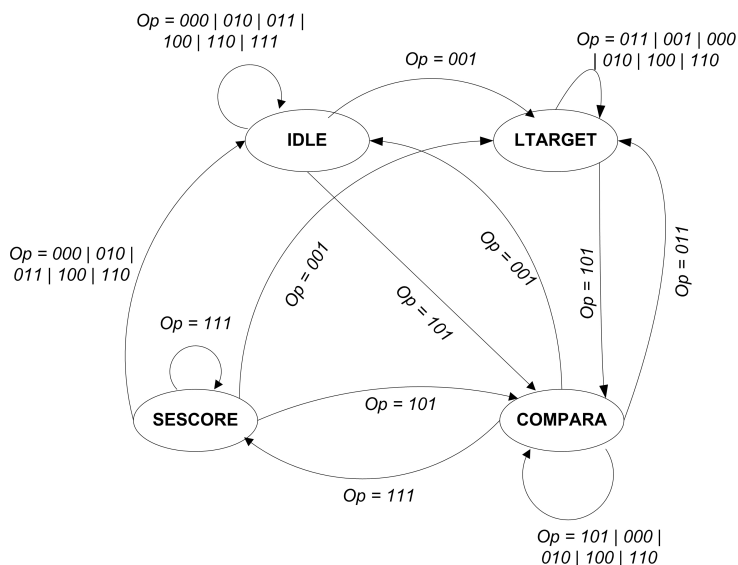 Op = 000 | 010 | 011 |
100 | 110 | 111
Op = 001
Op = 011 | 001 | 000
| 010 | 100 | 110
IDLE
LTARGET
Op = 000 | 010 |
011 | 100 | 110
Op = 001
Op = 101
Op = 001
Op = 101
Op = 011
Op = 111
SESCORE
Op = 101
COMPARA
Op = 111
Op = 101 | 000 |
010 | 100 | 110